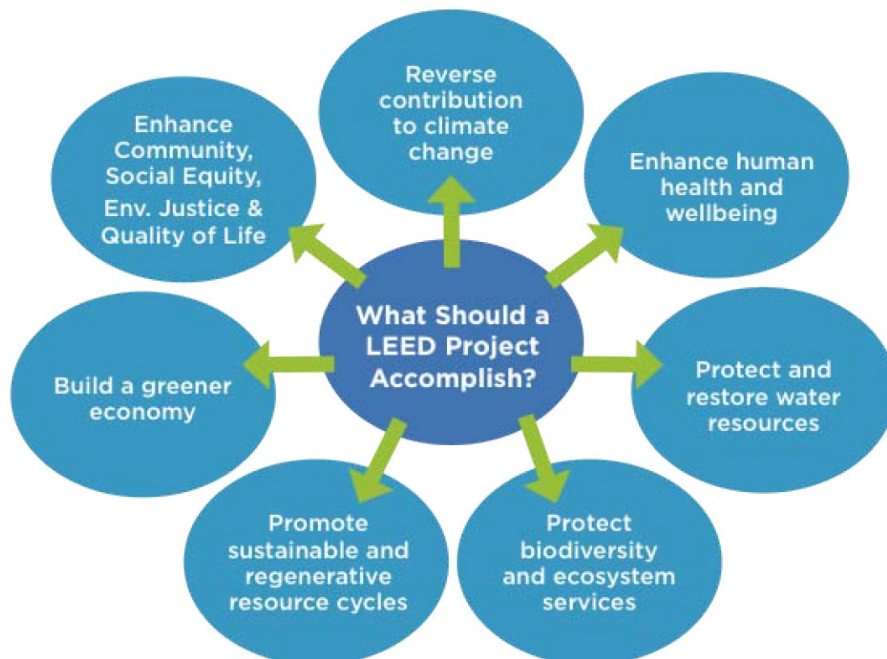 What Should a
LEED Project
Accomplish?
Reverse
contribution
to climate
change
Enhance human
health and
wellbeing
Protect and
restore water
resources
Protect
biodiversity
and ecosystem
services
Promote
sustainable and
regenerative
resource cycles
Build a greener
economy
Enhance
Community,
Social Equity,
Env. Justice &
Quality of Life